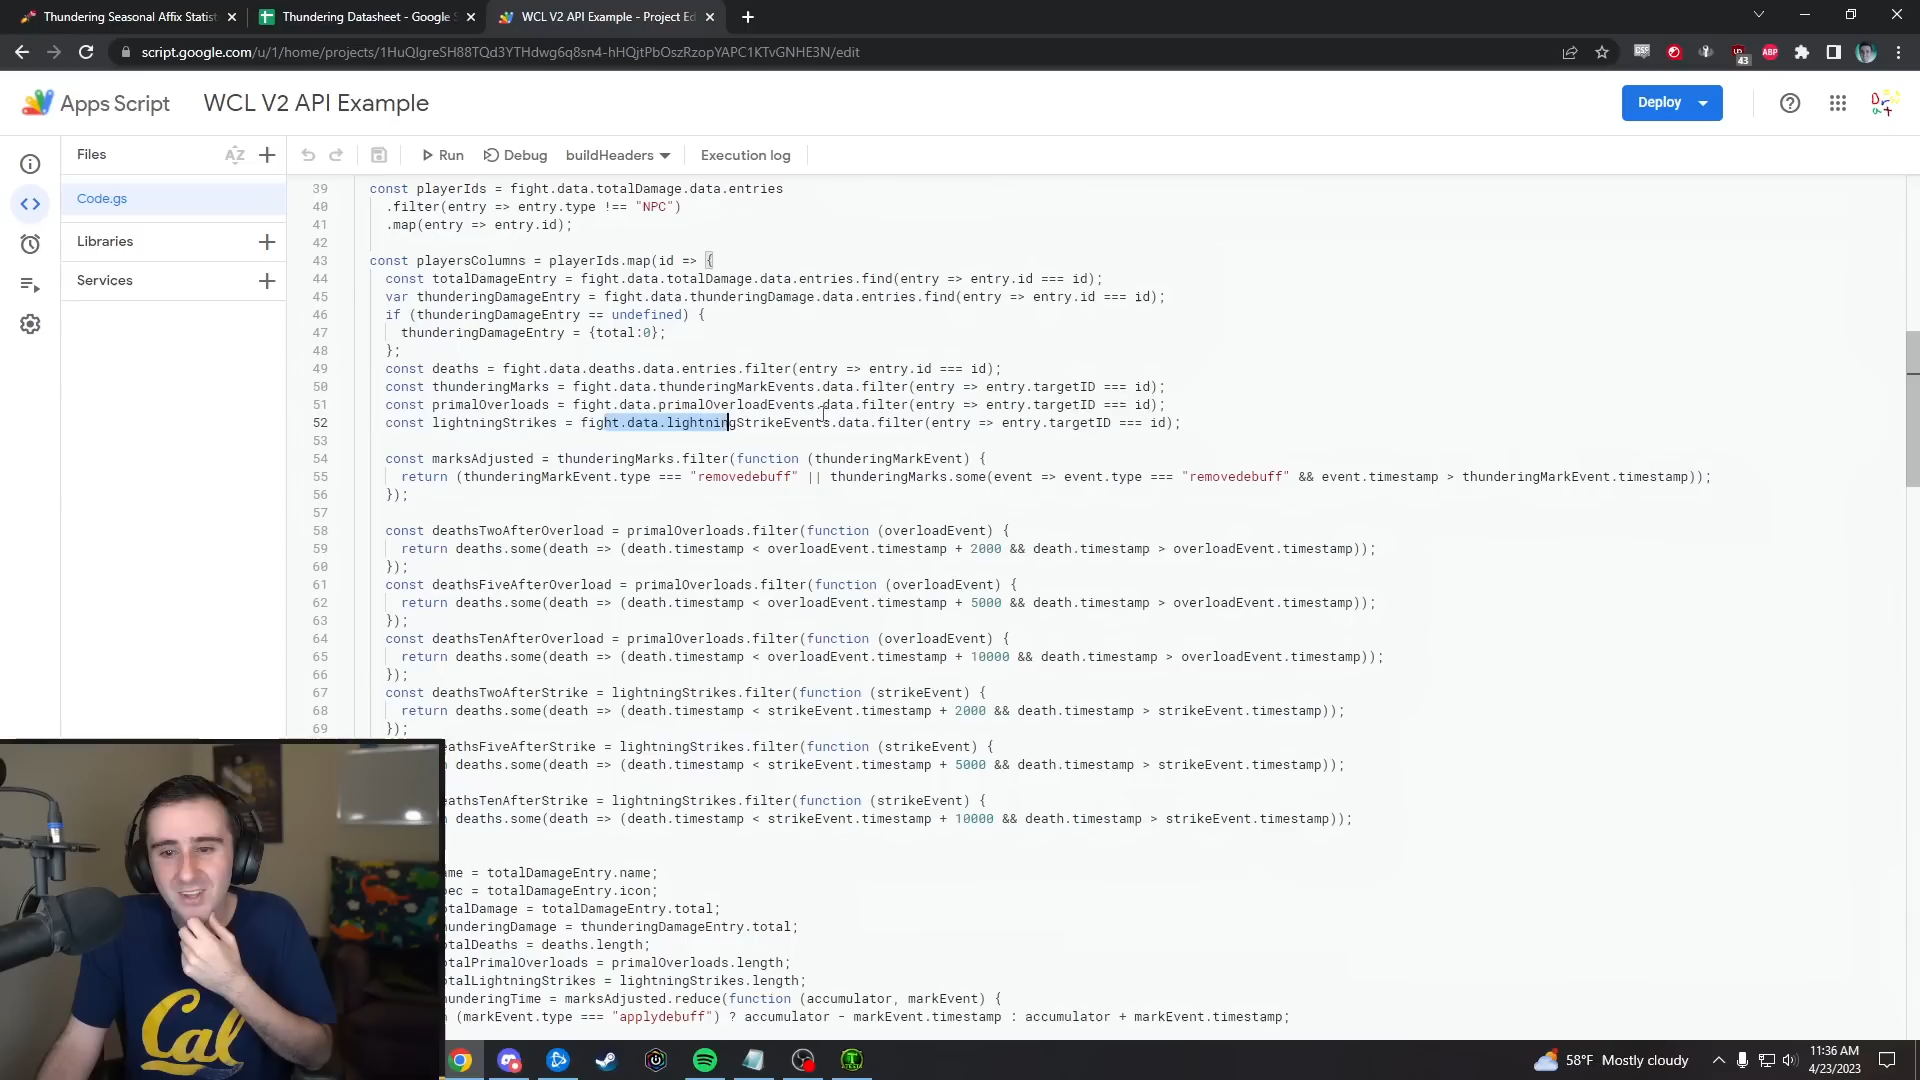 Thundering Seasonal Affix Statist
Thundering Datasheet - Google S
WCL V2 API Example - Project Ed
script.google.com/u/1/home/projects/1HuQlgreSH88TQd3YTHdwg6q8sn4-hHQjtPbOszRzopYAPC1KTvGNHE3N/edit
43
ABP
Apps Script
WCL V2 API Example
Deploy
Files
AZ
Run
Debug
buildHeaders
Execution log
Code.gs
Libraries
Services
39 const playerIds = fight.data.totalDamage.data.entries
40 .filter(entry => entry.type !== "NPC")
41 .map(entry => entry.id);
42
43 const playersColumns = playerIds.map(id => {
44 const totalDamageEntry = fight.data.totalDamage.data.entries.find(entry => entry.id === id);
45 var thunderingDamageEntry = fight.data.thunderingDamage.data.entries.find(entry => entry.id === id);
46 if (thunderingDamageEntry == undefined) {
47 thunderingDamageEntry = {total:0};
48 };
49 const deaths = fight.data.deaths.data.entries.filter(entry => entry.id === id);
50 const thunderingMarks = fight.data.thunderingMarkEvents.data.filter(entry => entry.targetID === id);
51 const primalOverloads = fight.data.primalOverloadEvents.data.filter(entry => entry.targetID === id);
52 const lightningStrikes = fight.data.lightningStrikeEvents.data.filter(entry => entry.targetID === id);
53
54 const marksAdjusted = thunderingMarks.filter(function (thunderingMarkEvent) {
55 return (thunderingMarkEvent.type === "removedebuff" || thunderingMarks.some(event => event.type === "removedebuff" && event.timestamp > thunderingMarkEvent.timestamp));
56 });
57
58 const deathsTwoAfterOverload = primalOverloads.filter(function (overloadEvent) {
59 return deaths.some(death => (death.timestamp < overloadEvent.timestamp + 2000 && death.timestamp > overloadEvent.timestamp));
60 });
61 const deathsFiveAfterOverload = primalOverloads.filter(function (overloadEvent) {
62 return deaths.some(death => (death.timestamp < overloadEvent.timestamp + 5000 && death.timestamp > overloadEvent.timestamp));
63 });
64 const deathsTenAfterOverload = primalOverloads.filter(function (overloadEvent) {
65 return deaths.some(death => (death.timestamp < overloadEvent.timestamp + 10000 && death.timestamp > overloadEvent.timestamp));
66 });
67 const deathsTwoAfterStrike = lightningStrikes.filter(function (strikeEvent) {
68 return deaths.some(death => (death.timestamp < strikeEvent.timestamp + 2000 && death.timestamp > strikeEvent.timestamp));
69 });
eathsFiveAfterStrike = lightningStrikes.filter(function (strikeEvent) {
n deaths.some(death => (death.timestamp < strikeEvent.timestamp + 5000 && death.timestamp > strikeEvent.timestamp));
eathsTenAfterStrike = lightningStrikes.filter(function (strikeEvent) {
n deaths.some(death => (death.timestamp < strikeEvent.timestamp + 10000 && death.timestamp > strikeEvent.timestamp));
ame = totalDamageEntry.name;
pec = totalDamageEntry.icon;
otalDamage = totalDamageEntry.total;
hunderingDamage = thunderingDamageEntry.total;
otalDeaths = deaths.length;
otalPrimalOverloads = primalOverloads.length;
otalLightningStrikes = lightningStrikes.length;
hunderingTime = marksAdjusted.reduce(function (accumulator, markEvent) {
n (markEvent.type === "applydebuff") ? accumulator - markEvent.timestamp : accumulator + markEvent.timestamp;
Cal
58°F Mostly cloudy
11:36 AM
4/23/2023